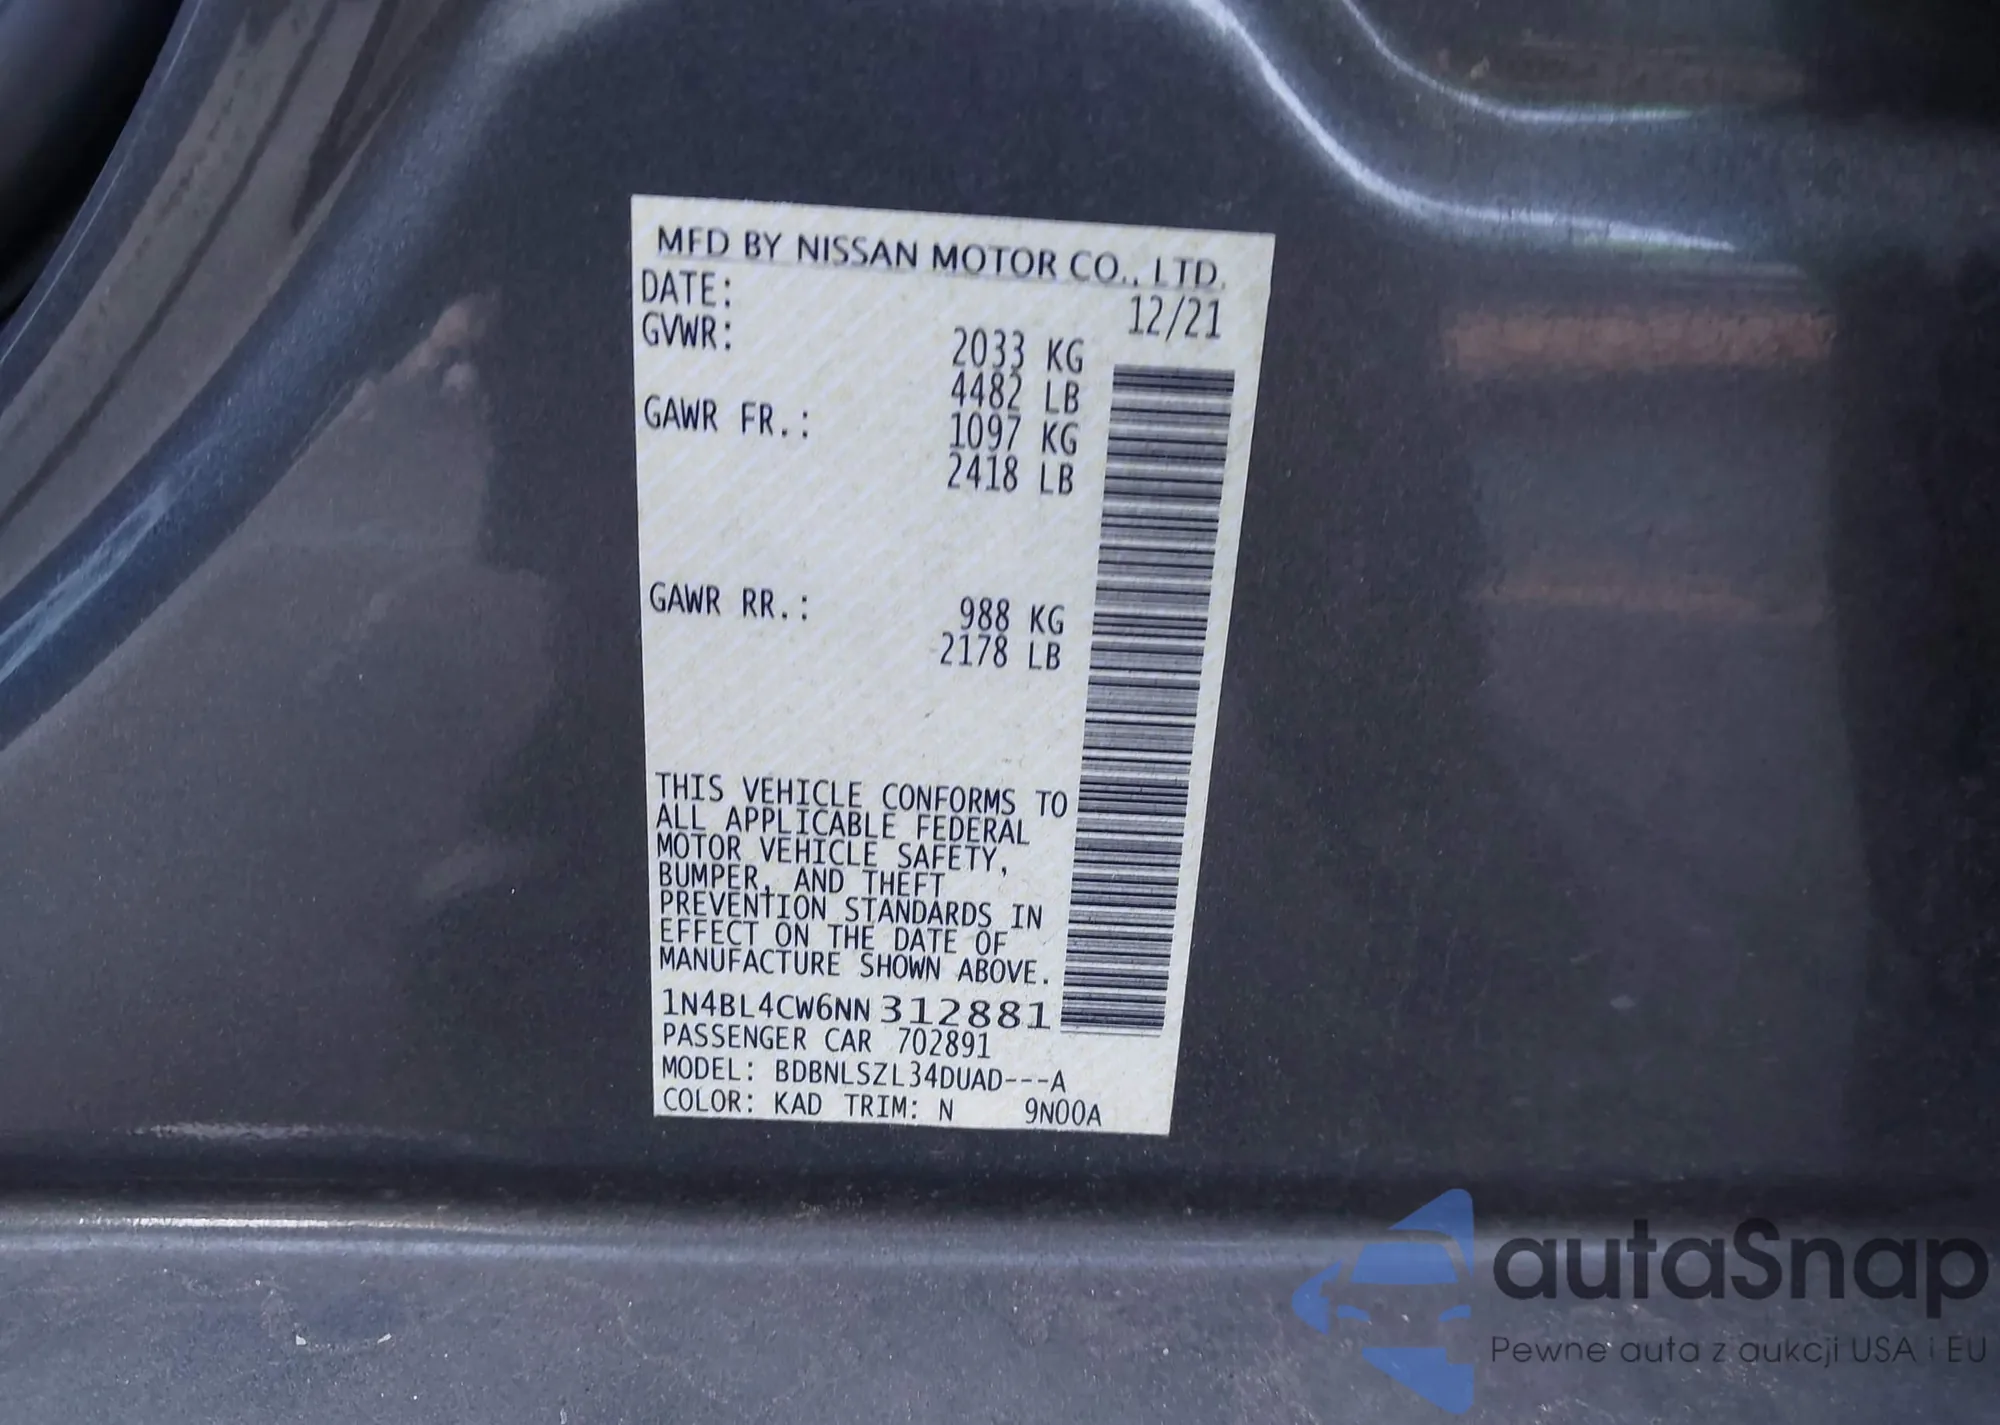 MFD BY NISSAN MOTOR CO., LTD.
DATE: 12/21
GVWR: 2033 KG
4482 LB
GAWR FR.: 1097 KG
2418 LB
GAWR RR.: 988 KG
2178 LB
THIS VEHICLE CONFORMS TO
ALL APPLICABLE FEDERAL
MOTOR VEHICLE SAFETY,
BUMPER, AND THEFT
PREVENTION STANDARDS IN
EFFECT ON THE DATE OF
MANUFACTURE SHOWN ABOVE.
1N4BL4CW6NN312881
PASSENGER CAR 702891
MODEL: BDBNLSZL34DUAD---A
COLOR: KAD TRIM: N 9N00A
autaSnap
Pewne auta z aukcji USA i EU